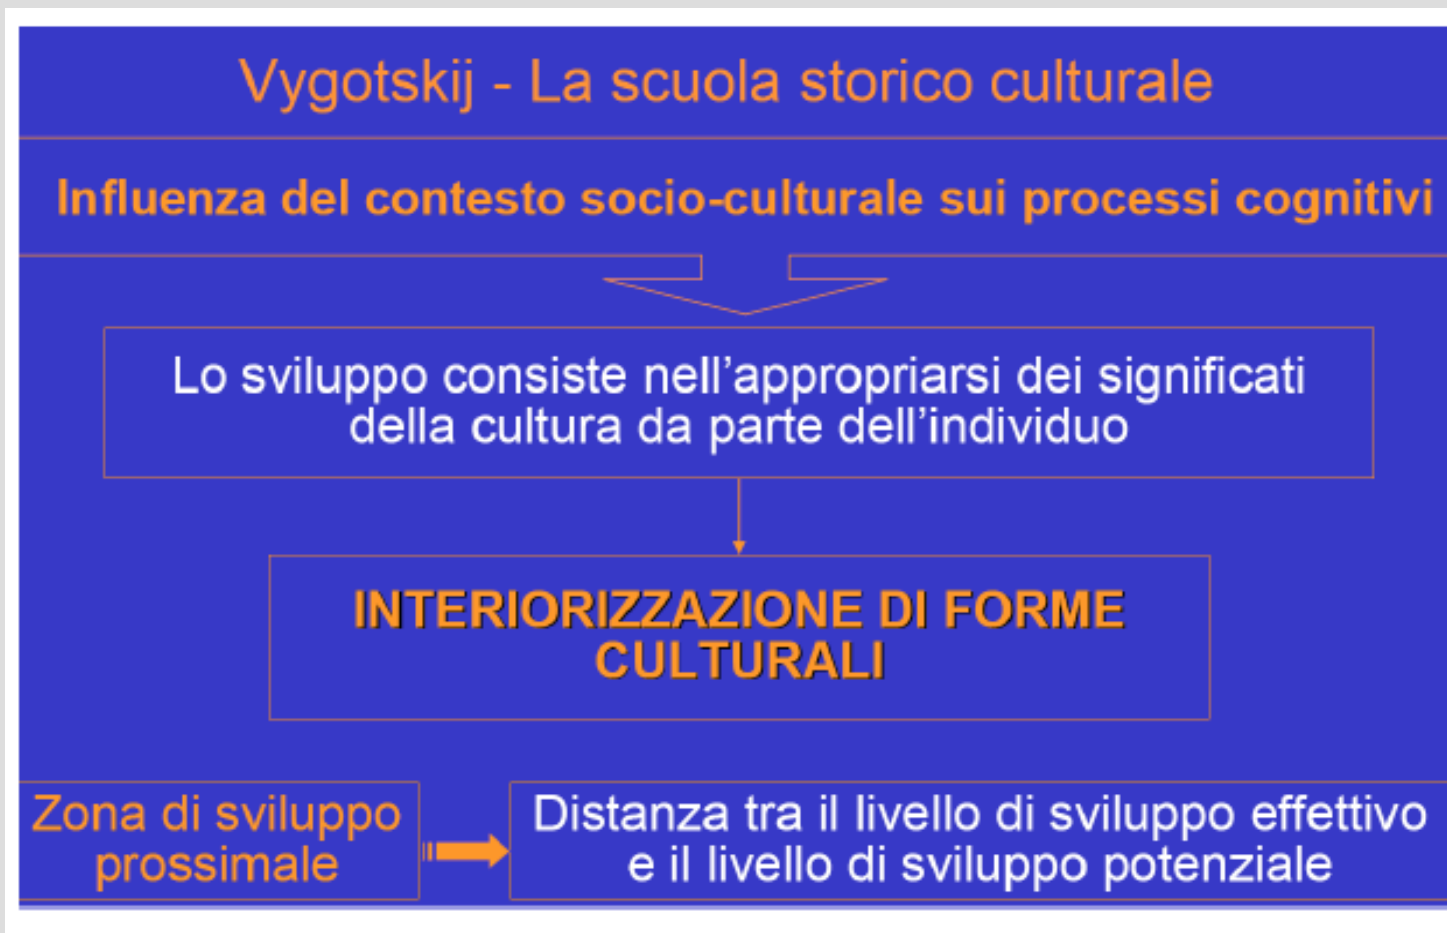 Vygotskij - La scuola storico culturale
Influenza del contesto socio-culturale sui processi cognitivi
Lo sviluppo consiste nell'appropriarsi dei significati
della cultura da parte dell'individuo
INTERIORIZZAZIONE DI FORME
CULTURALI
Zona di sviluppo
prossimale
Distanza tra il livello di sviluppo effettivo
e il livello di sviluppo potenziale